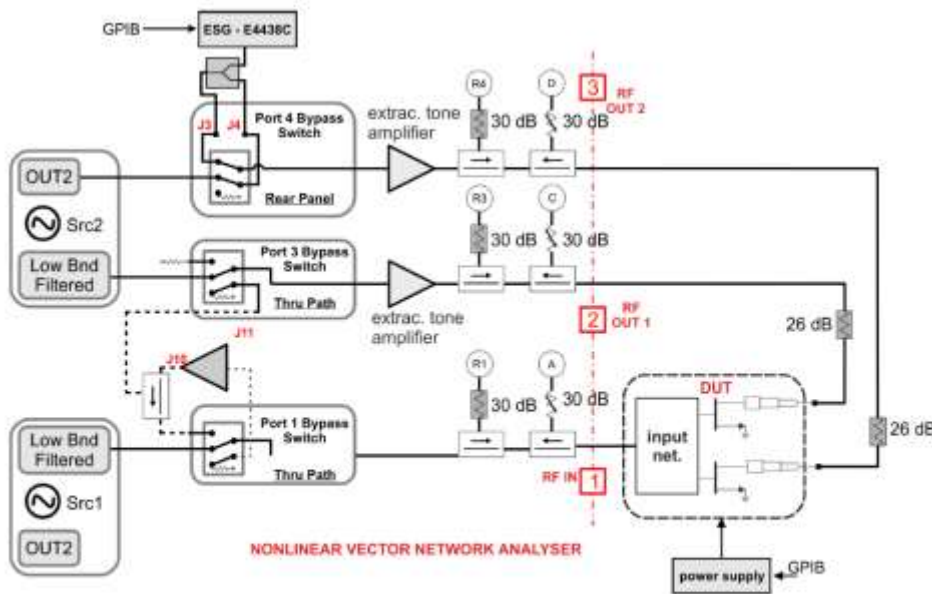 GPIB
ESG - E4438C
J3
J4
Port 4 Bypass
Switch
Rear Panel
extrac. tone
amplifier
R4
30 dB
D
30 dB
3
RF
OUT 2
OUT2
Src2
Low Bnd
Filtered
Port 3 Bypass
Switch
Thru Path
extrac. tone
amplifier
R3
30 dB
C
30 dB
2
RF
OUT 1
26 dB
26 dB
J11
J10
Low Bnd
Filtered
Src1
OUT2
Port 1 Bypass
Switch
Thru Path
R1
30 dB
A
30 dB
RF IN
1
DUT
input
net.
NONLINEAR VECTOR NETWORK ANALYSER
power supply
GPIB